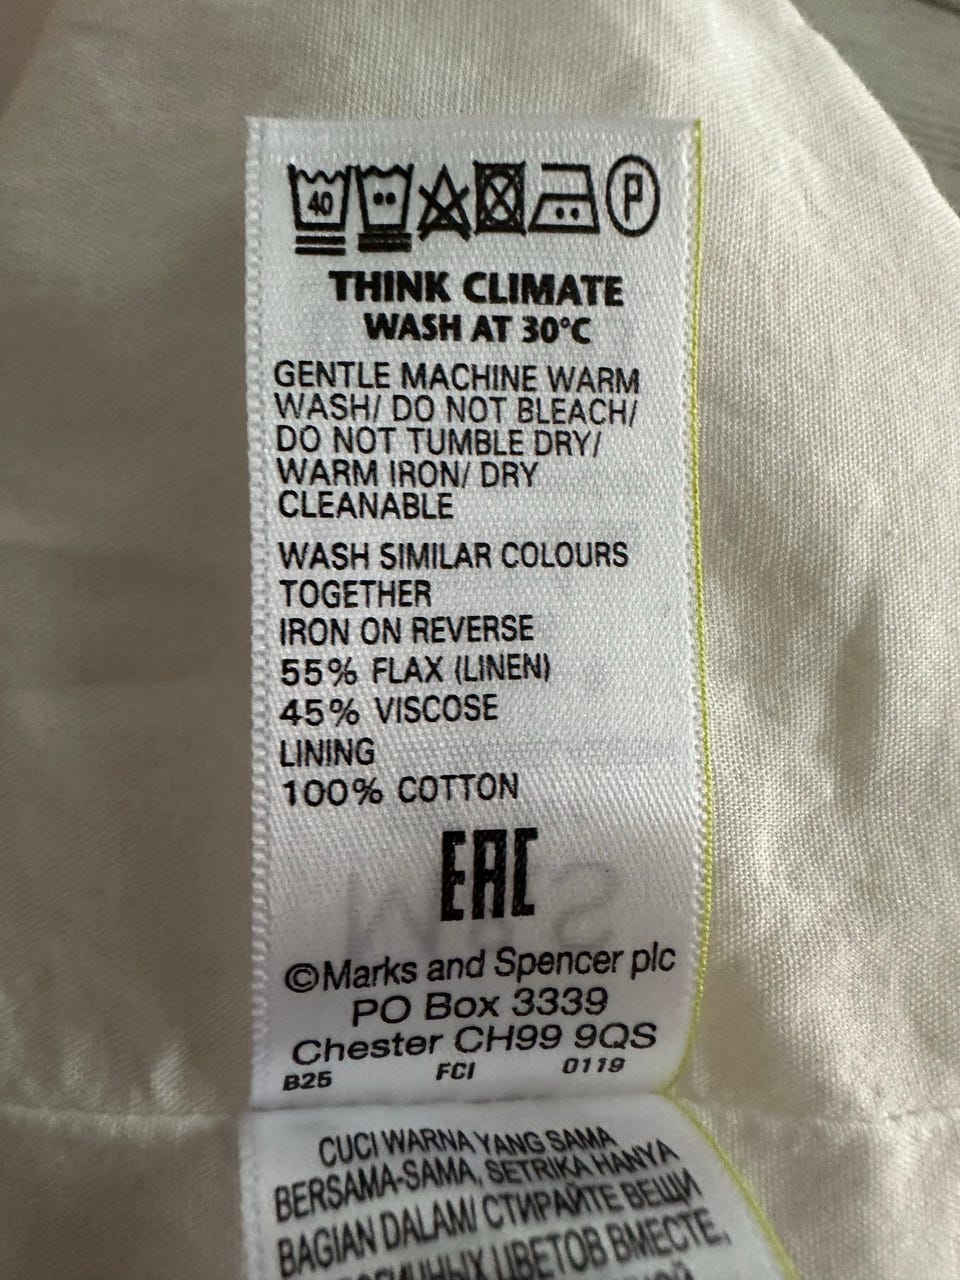 40
P
THINK CLIMATE
WASH AT 30°C
GENTLE MACHINE WARM
WASH/ DO NOT BLEACH/
DO NOT TUMBLE DRY/
WARM IRON/ DRY
CLEANABLE
WASH SIMILAR COLOURS
TOGETHER
IRON ON REVERSE
55% FLAX (LINEN)
45% VISCOSE
LINING
100% COTTON
EAC
©Marks and Spencer plc
PO Box 3339
Chester CH99 9QS
B25 FCI 0119
CUCI WARNA YANG SAMA
BERSAMA-SAMA, SETRIKA HANYA
BAGIAN DALAM/ СТИРАЙТЕ ВЕЩИ
ЦВЕТОВ ВМЕСТЕ,